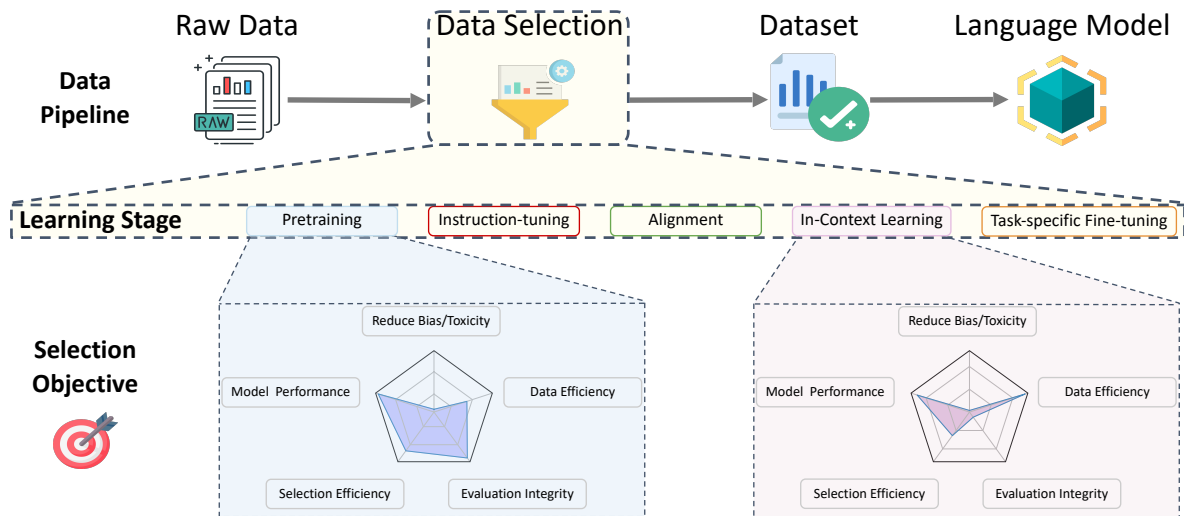 Raw Data
Data Selection
Dataset
Language Model
Data
Pipeline
RAW
Learning Stage
Pretraining
Instruction-tuning
Alignment
In-Context Learning
Task-specific Fine-tuning
Selection
Objective
Reduce Bias/Toxicity
Model Performance
Data Efficiency
Selection Efficiency
Evaluation Integrity
Reduce Bias/Toxicity
Model Performance
Data Efficiency
Selection Efficiency
Evaluation Integrity